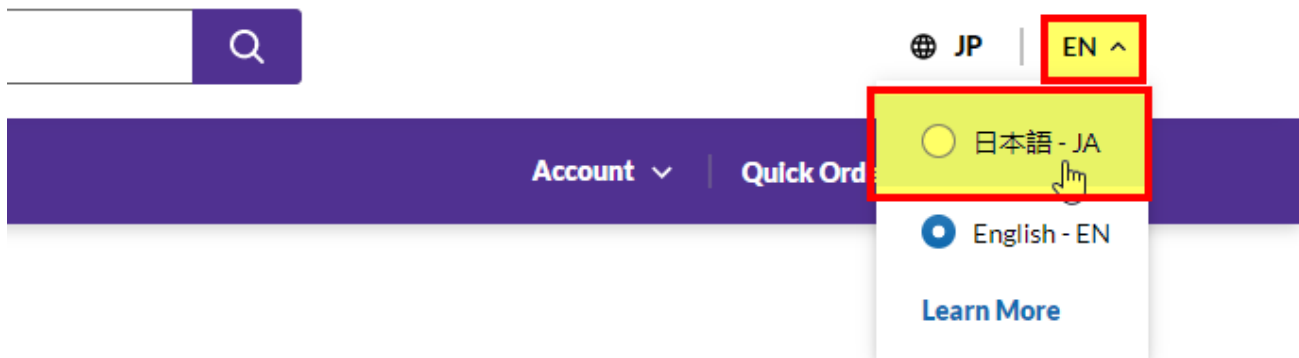 JP
EN
日本語 - JA
Account
Quick Ord
English - EN
Learn More